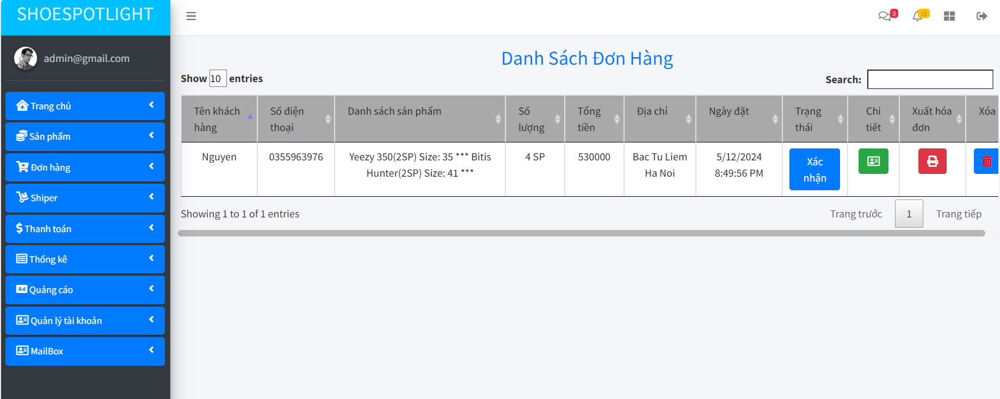 SHOESPOTLIGHT
3
15
admin@gmail.com
Trang chủ
Sản phẩm
Đơn hàng
Shiper
Thanh toán
Thống kê
Ad Quảng cáo
Quản lý tài khoản
MailBox
Danh Sách Đơn Hàng
Show 10 entries
Search:
Tên khách hàng
Số điện thoại
Danh sách sản phẩm
Số lượng
Tổng tiền
Địa chỉ
Ngày đặt
Trạng thái
Chi tiết
Xuất hóa đơn
Xóa
Nguyen
0355963976
Yeezy 350(2SP) Size: 35 *** Bitis
Hunter(2SP) Size: 41 ***
4 SP
530000
Bac Tu Liem
Ha Noi
5/12/2024
8:49:56 PM
Xác
nhận
Showing 1 to 1 of 1 entries
Trang trước
1
Trang tiếp